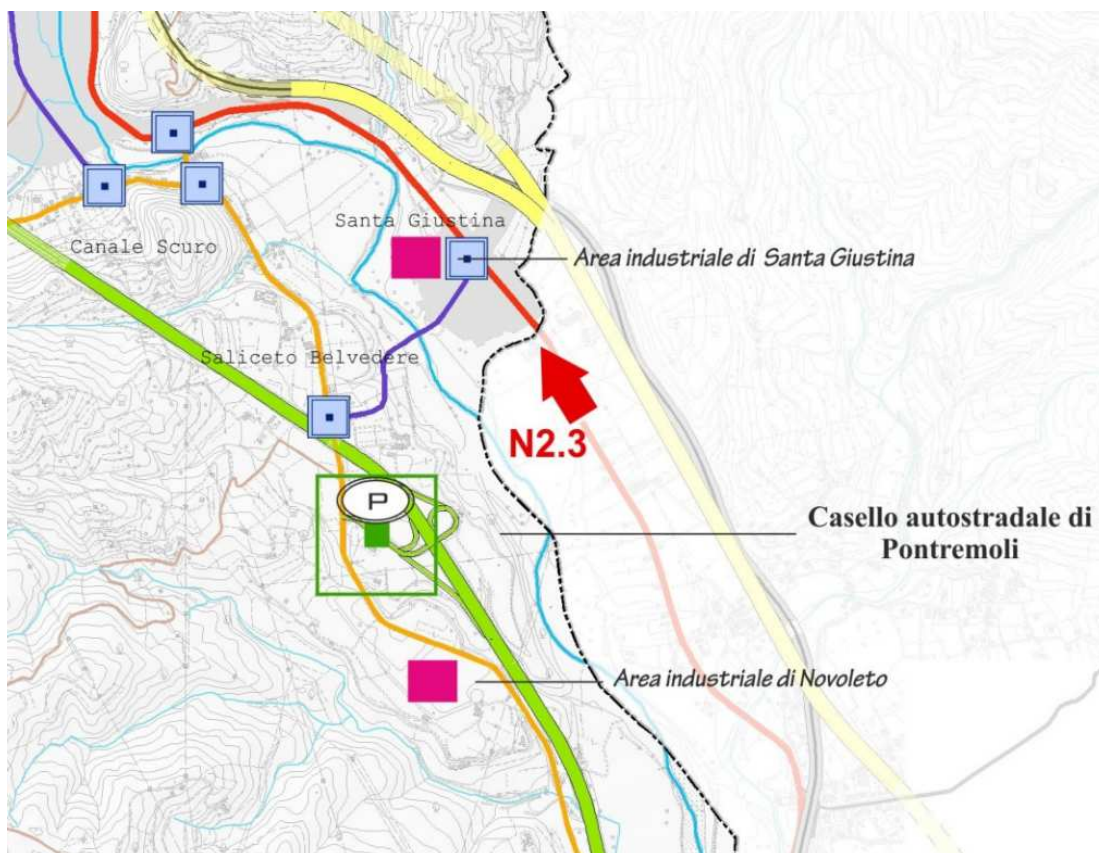 Santa Giustina
Canale Scuro
Area industriale di Santa Giustina
Saliceto Belvedere
N2.3
P
Casello autostradale di
Pontremoli
Area industriale di Novoleto